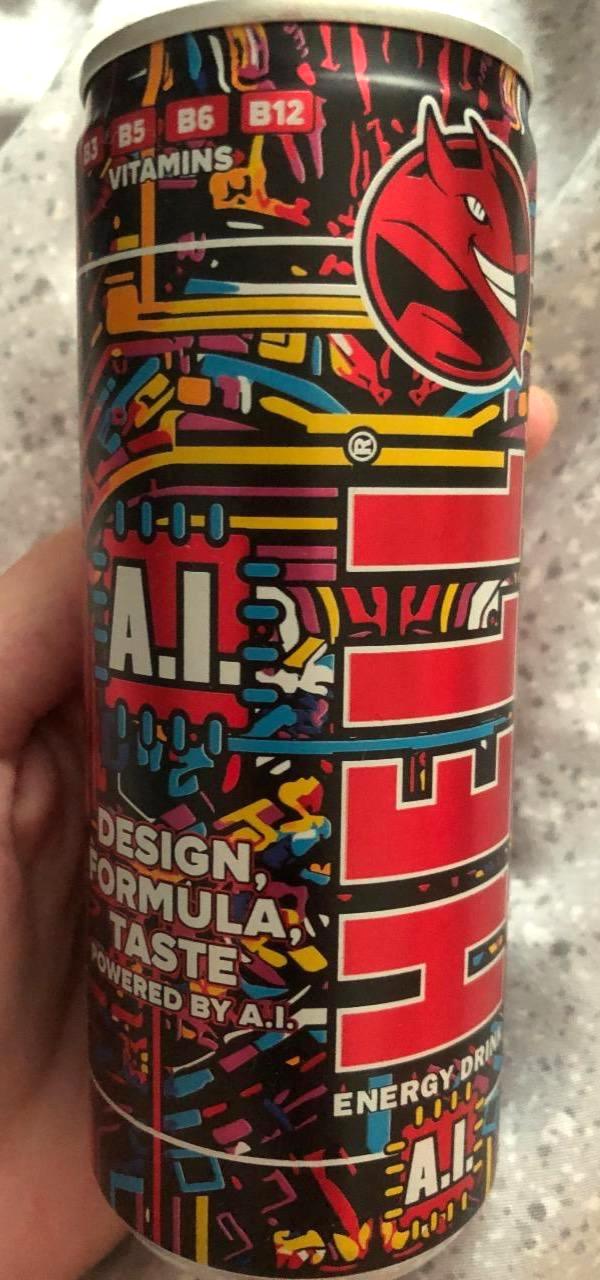 B3 B5 B6 B12
VITAMINS
®
A.I.
HELL
DESIGN,
FORMULA,
TASTE
POWERED BY A.I.
ENERGY DRINK
A.I.